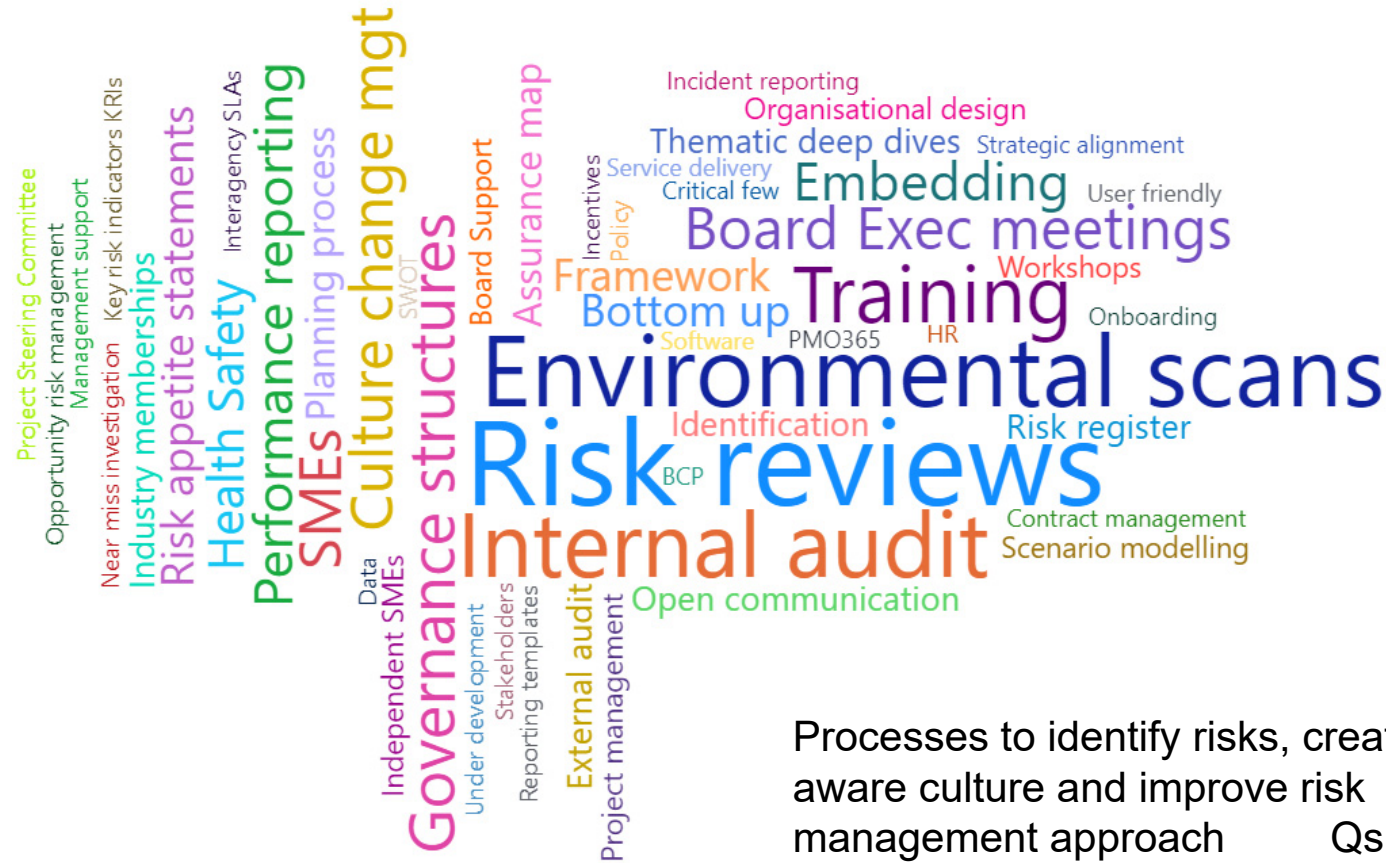 Project Steering Committee
Opportunity risk management
Management support
Key risk indicators KRIs
Near miss investigation
Industry memberships
Risk appetite statements
Health Safety
Interagency SLAs
Performance reporting
SMEs
Planning process
Culture change mgt
SWOT
Governance structures
Board Support
Assurance map
Incentives
Policy
Incident reporting
Organisational design
Thematic deep dives
Strategic alignment
Service delivery
Critical few
Embedding
User friendly
Board Exec meetings
Framework
Training
Workshops
Bottom up
Onboarding
Software
PMO365
HR
Environmental scans
Identification
Risk register
Risk reviews
BCP
Internal audit
Contract management
Scenario modelling
Open communication
Data
Independent SMEs
Under development
Stakeholders
Reporting templates
External audit
Project management
Processes to identify risks,
aware culture and improve risk
management approach Qs